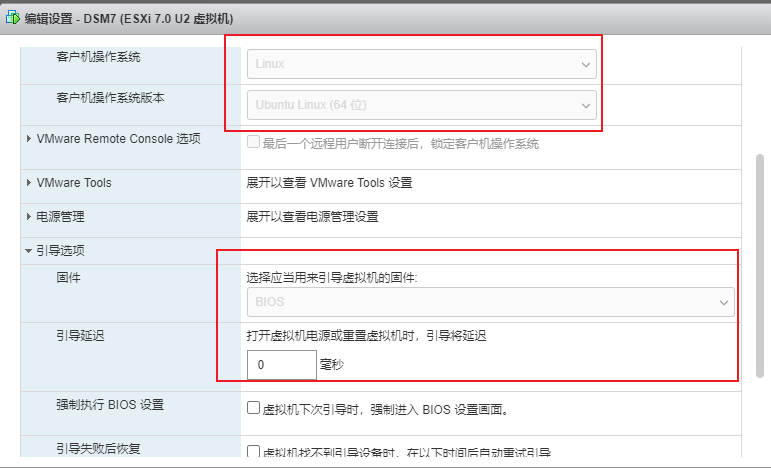 编辑设置 - DSM7 (ESXi 7.0 U2 虚拟机)
客户机操作系统
Linux
客户机操作系统版本
Ubuntu Linux (64 位)
VMware Remote Console 选项
最后一个远程用户断开连接后，锁定客户机操作系统
VMware Tools
展开以查看 VMware Tools 设置
电源管理
展开以查看电源管理设置
引导选项
固件
选择应当用来引导虚拟机的固件:
BIOS
引导延迟
打开虚拟机电源或重置虚拟机时，引导将延迟
0 毫秒
强制执行 BIOS 设置
虚拟机下次引导时，强制进入 BIOS 设置画面。
引导失败后恢复
虚拟机找不到引导设备时，在以下时间后自动重试引导